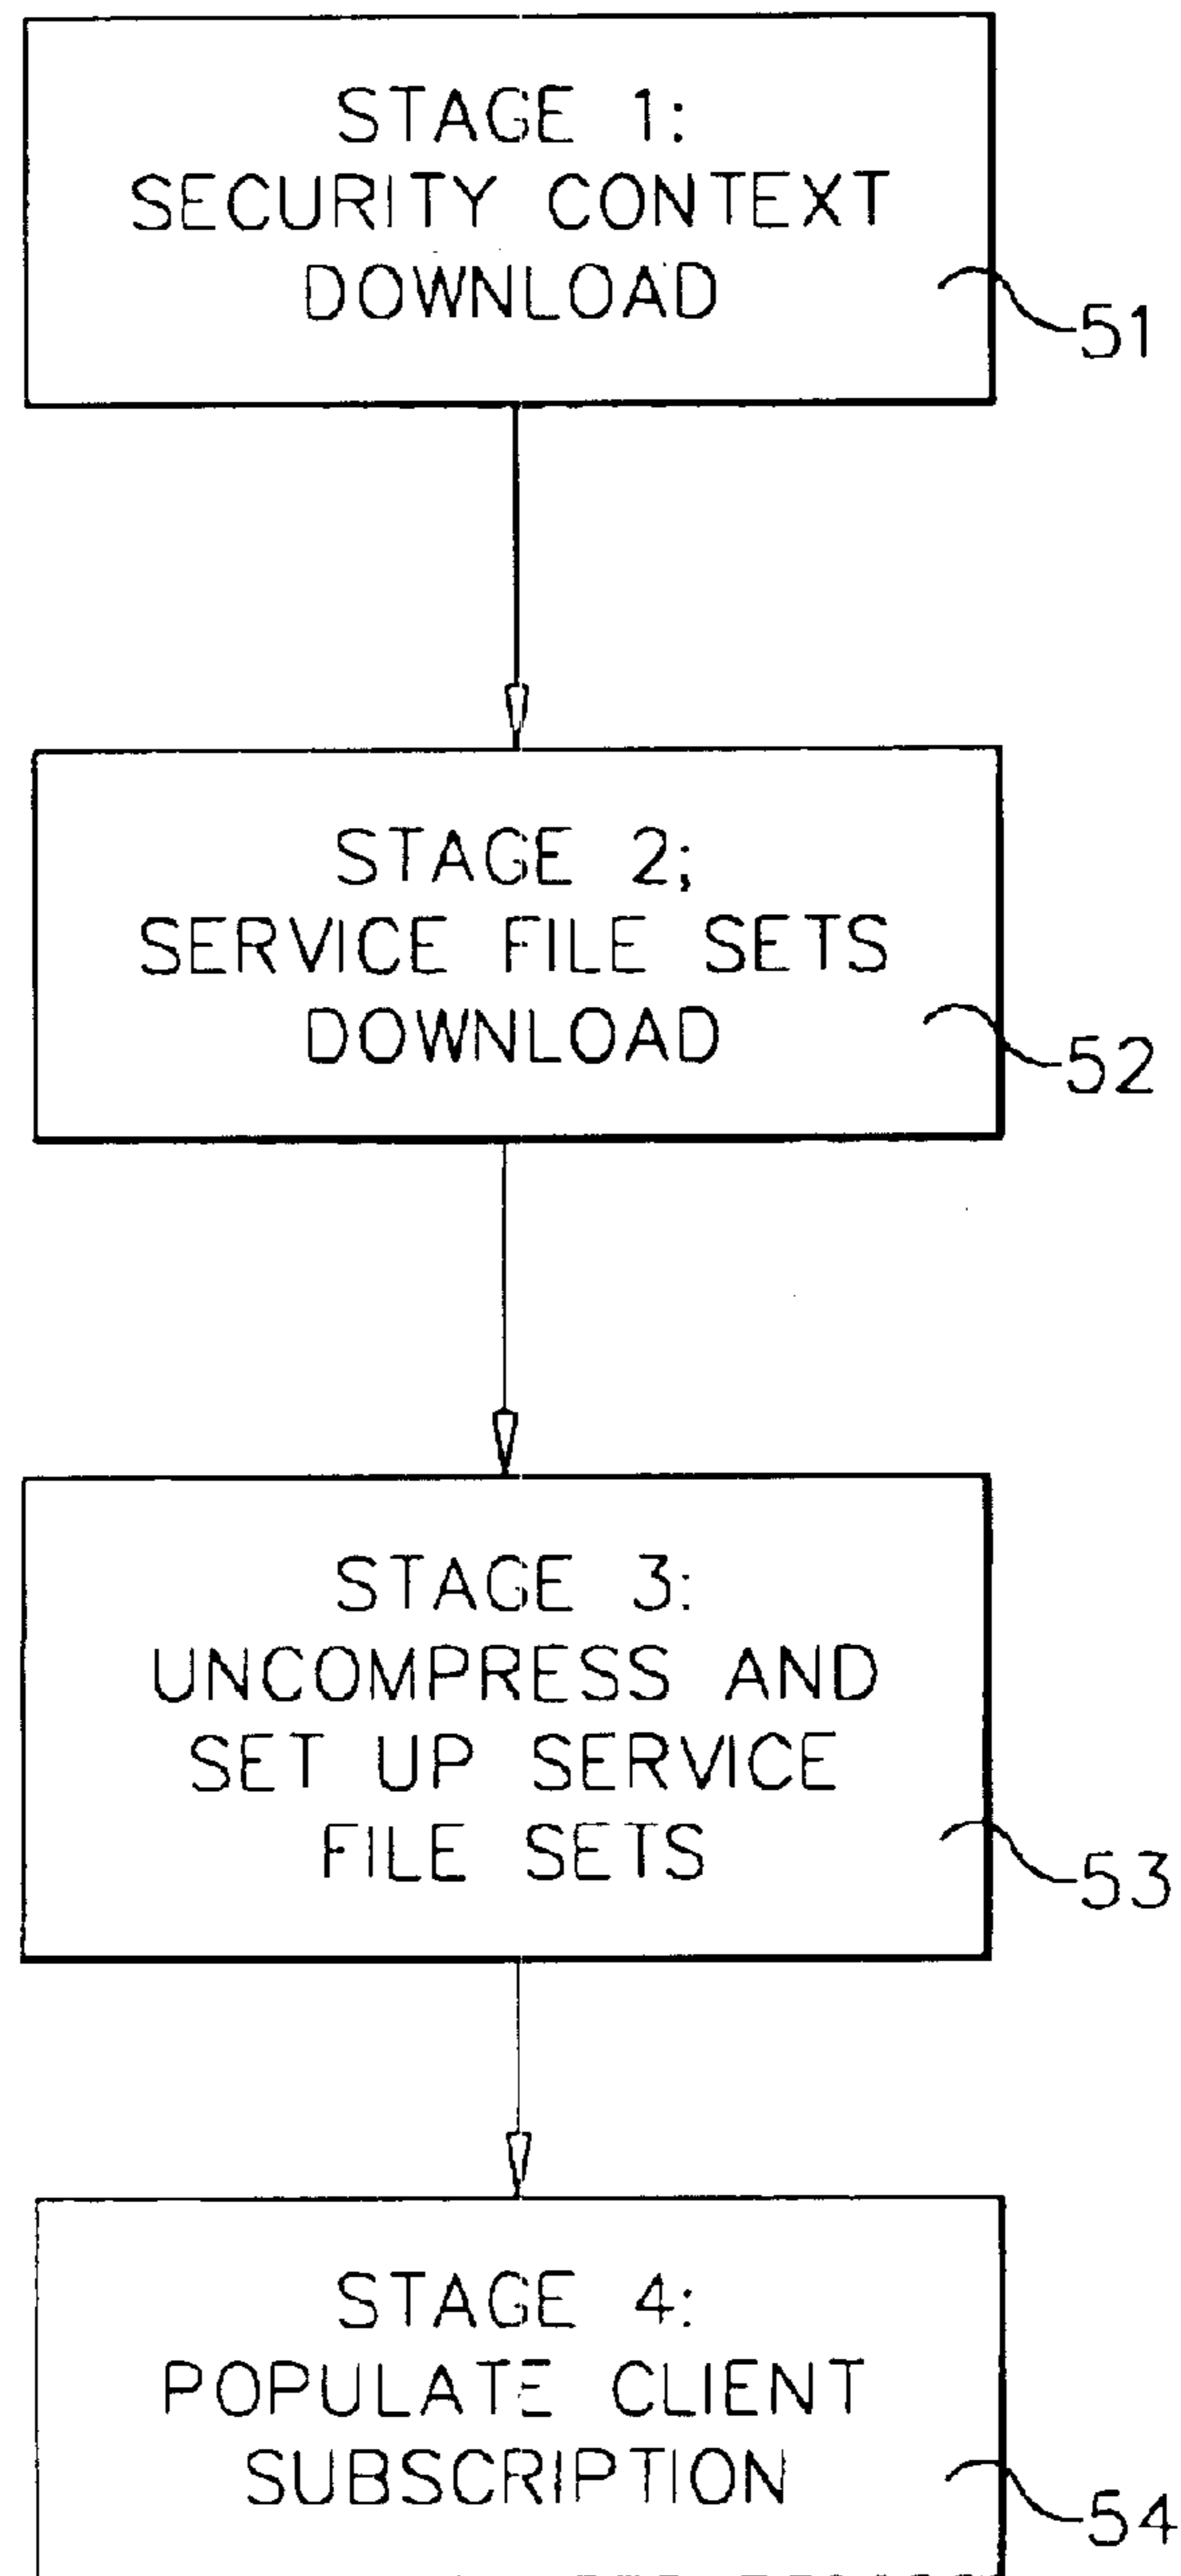 STAGE 1:
SECURITY CONTEXT
DOWNLOAD
51
STAGE 2;
SERVICE FILE SETS
DOWNLOAD
52
STAGE 3:
UNCOMPRESS AND
SET UP SERVICE
FILE SETS
53
STAGE 4:
POPULATE CLIENT
SUBSCRIPTION
54